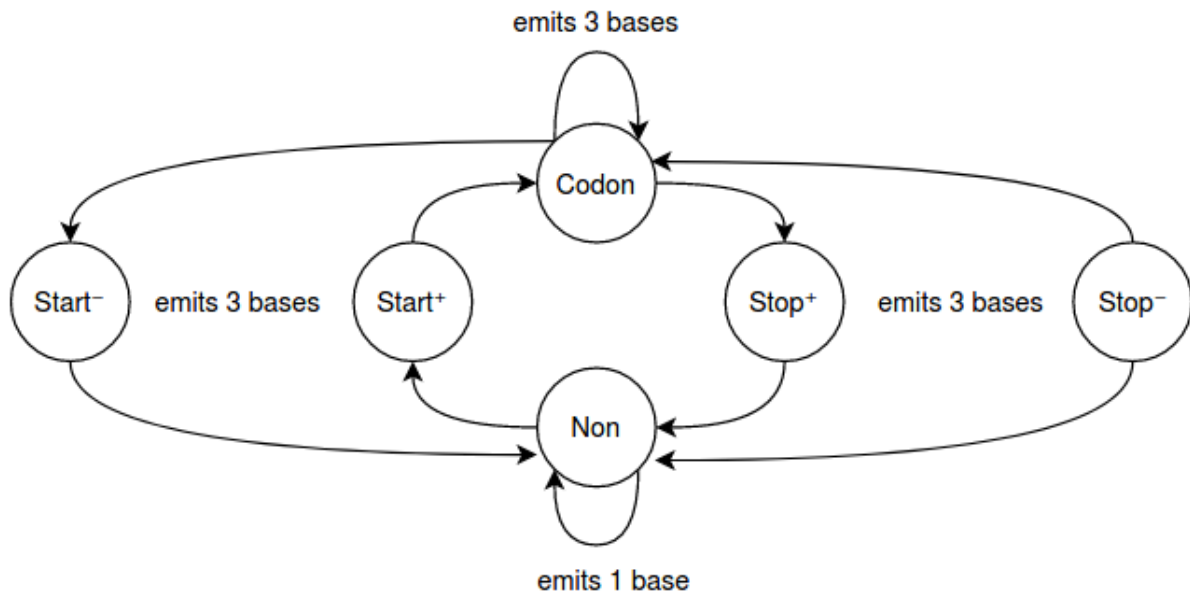 emits 3 bases
Codon
Start⁻
emits 3 bases
Start⁺
Stop⁺
emits 3 bases
Stop⁻
Non
emits 1 base